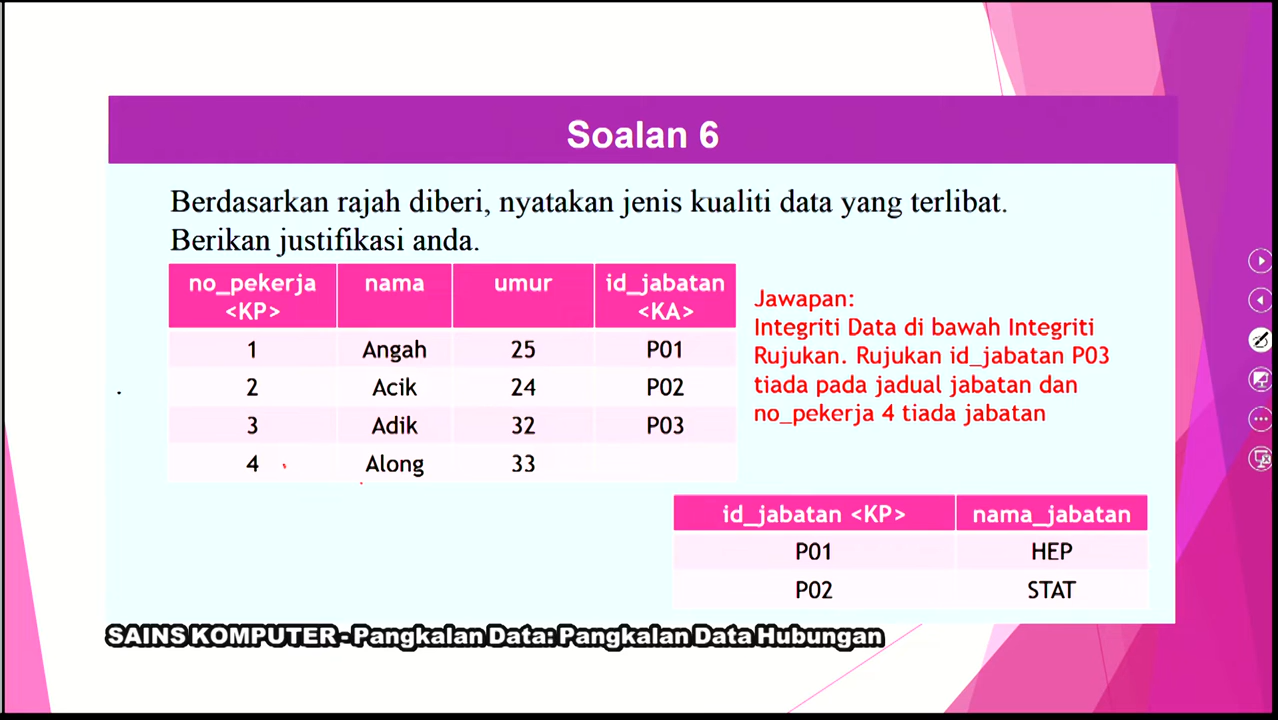 Soalan 6
Berdasarkan rajah diberi, nyatakan jenis kualiti data yang terlibat.
Berikan justifikasi anda.
no_pekerja <KP> nama umur id_jabatan <KA>
1 Angah 25 P01
2 Acik 24 P02
3 Adik 32 P03
4 Along 33
Jawapan:
Integriti Data di bawah Integriti
Rujukan. Rujukan id_jabatan P03
tiada pada jadual jabatan dan
no_pekerja 4 tiada jabatan
id_jabatan <KP> nama_jabatan
P01 HEP
P02 STAT
SAINS KOMPUTER - Pangkalan Data: Pangkalan Data Hubungan